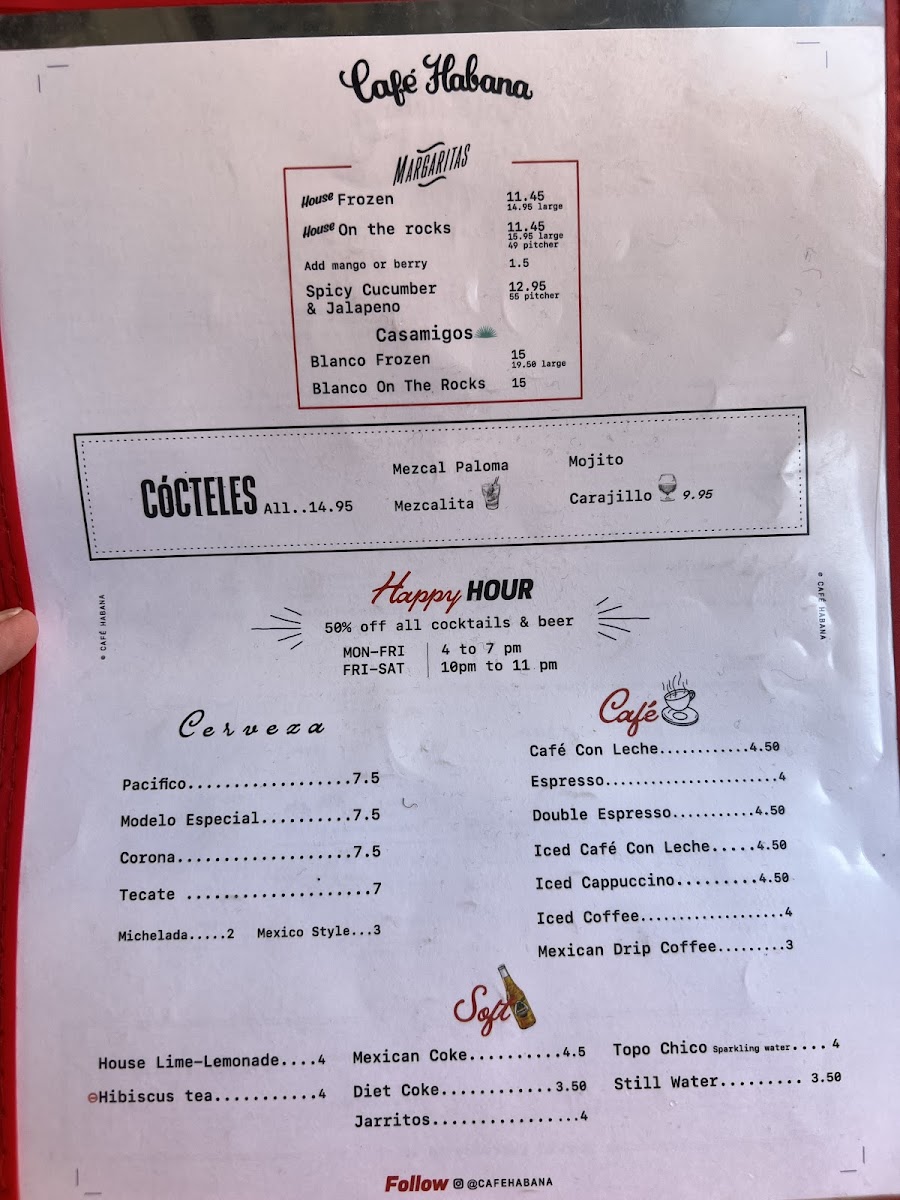 Café Habana
MARGARITAS
House Frozen 11.45
14.95 large
House On the rocks 11.45
15.95 large
49 pitcher
Add mango or berry 1.5
Spicy Cucumber 12.95
& Jalapeno 55 pitcher
Casamigos
Blanco Frozen 15
19.50 large
Blanco On The Rocks 15
CÓCTELES All..14.95
Mezcal Paloma
Mezcalita
Mojito
Carajillo 9.95
Happy HOUR
50% off all cocktails & beer
MON-FRI 4 to 7 pm
FRI-SAT 10pm to 11 pm
© CAFÉ HABANA
© CAFÉ HABANA
Cerveza
Pacifico..................7.5
Modelo Especial..........7.5
Corona...................7.5
Tecate ....................7
Michelada.....2 Mexico Style...3
Café
Café Con Leche............4.50
Espresso.......................4
Double Espresso...........4.50
Iced Café Con Leche.....4.50
Iced Cappuccino.........4.50
Iced Coffee...................4
Mexican Drip Coffee.........3
Soft
House Lime-Lemonade....4
Hibiscus tea...........4
Mexican Coke..........4.5
Diet Coke............3.50
Jarritos................4
Topo Chico Sparkling water.... 4
Still Water......... 3.50
Follow @CAFEHABANA